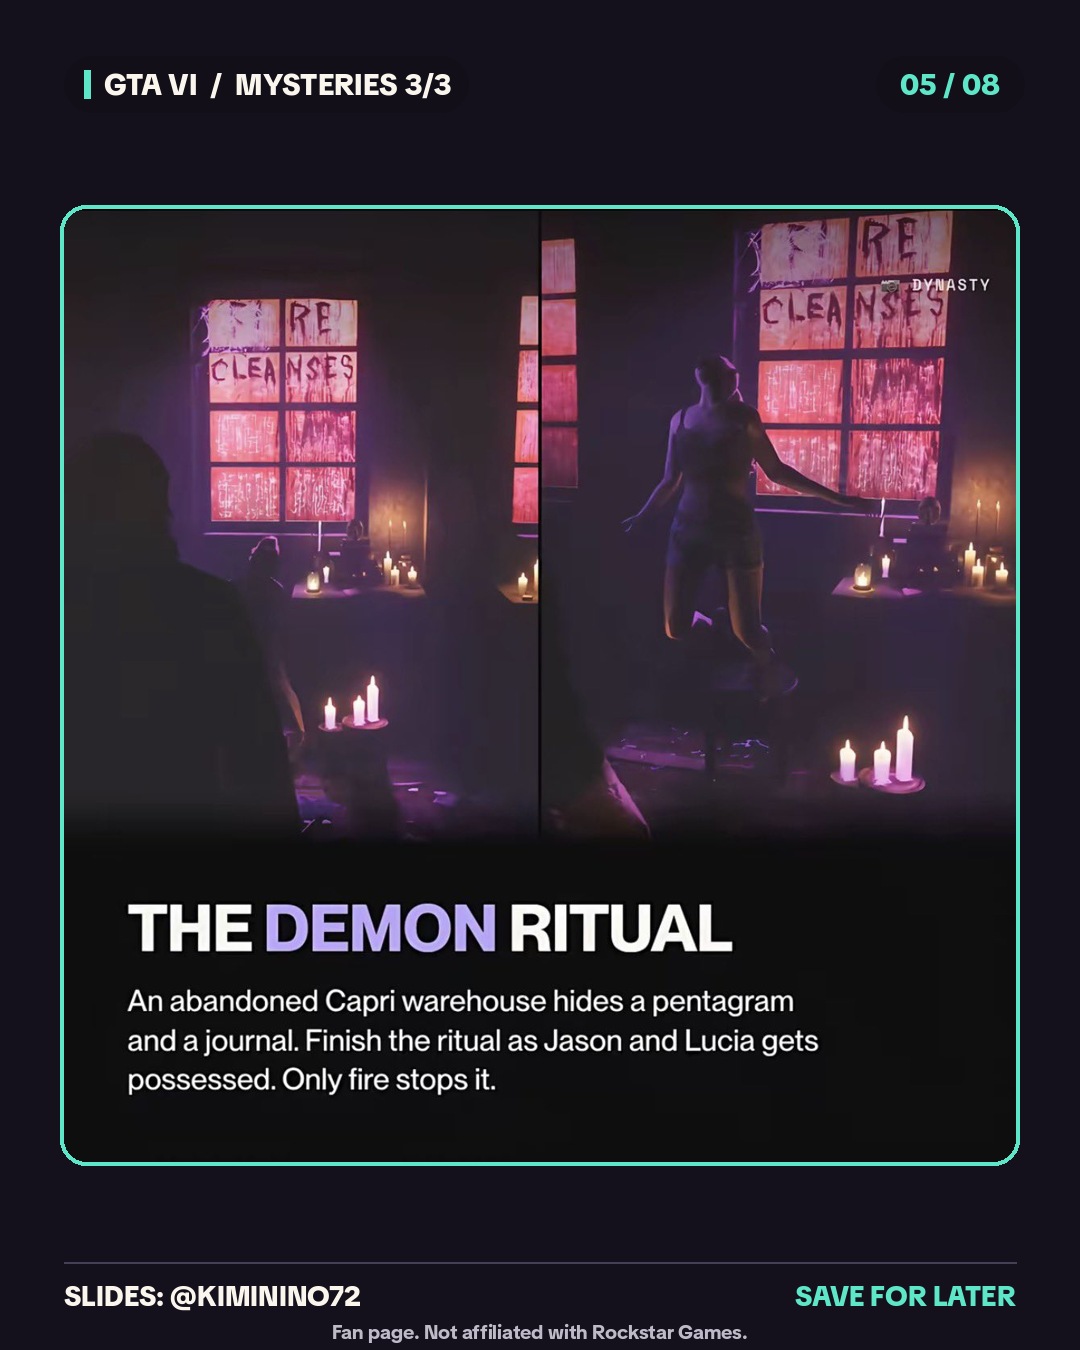 GTA VI / MYSTERIES 3/3
05 / 08
FIRE
CLEANSES
FIRE
CLEANSES
DYNASTY
THE DEMON RITUAL
An abandoned Capri warehouse hides a pentagram
and a journal. Finish the ritual as Jason and Lucia gets
possessed. Only fire stops it.
SLIDES: @KIMININO72
SAVE FOR LATER
Fan page. Not affiliated with Rockstar Games.